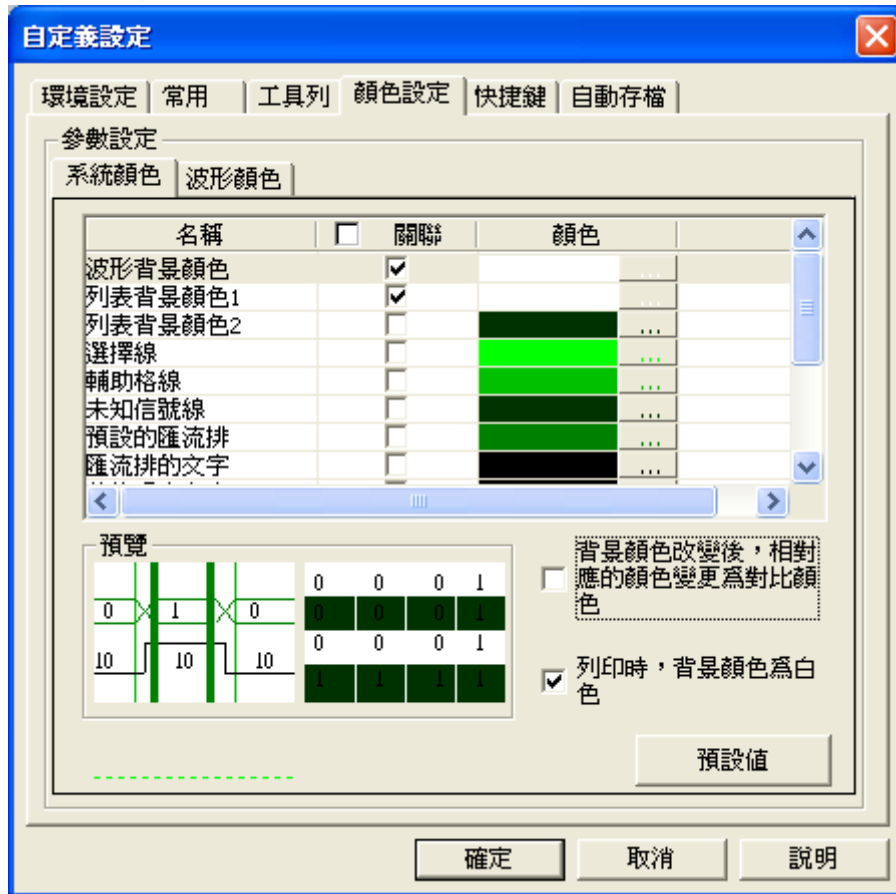 自定義設定
環境設定 常用 工具列 顏色設定 快捷鍵 自動存檔
參數設定
系統顏色 波形顏色
名稱 關聯 顏色
波形背景顏色 ...
列表背景顏色1 ...
列表背景顏色2 ...
選擇線 ...
輔助格線 ...
未知信號線 ...
預設的匯流排 ...
匯流排的文字 ...
預覽
0 1 0
10 10 10
0 0 0 1
0 0 0 1
0 0 0 1
1 1 1 1
背景顏色改變後，相對
應的顏色變更爲對比顏
色
列印時，背景顏色爲白
色
預設值
確定 取消 說明